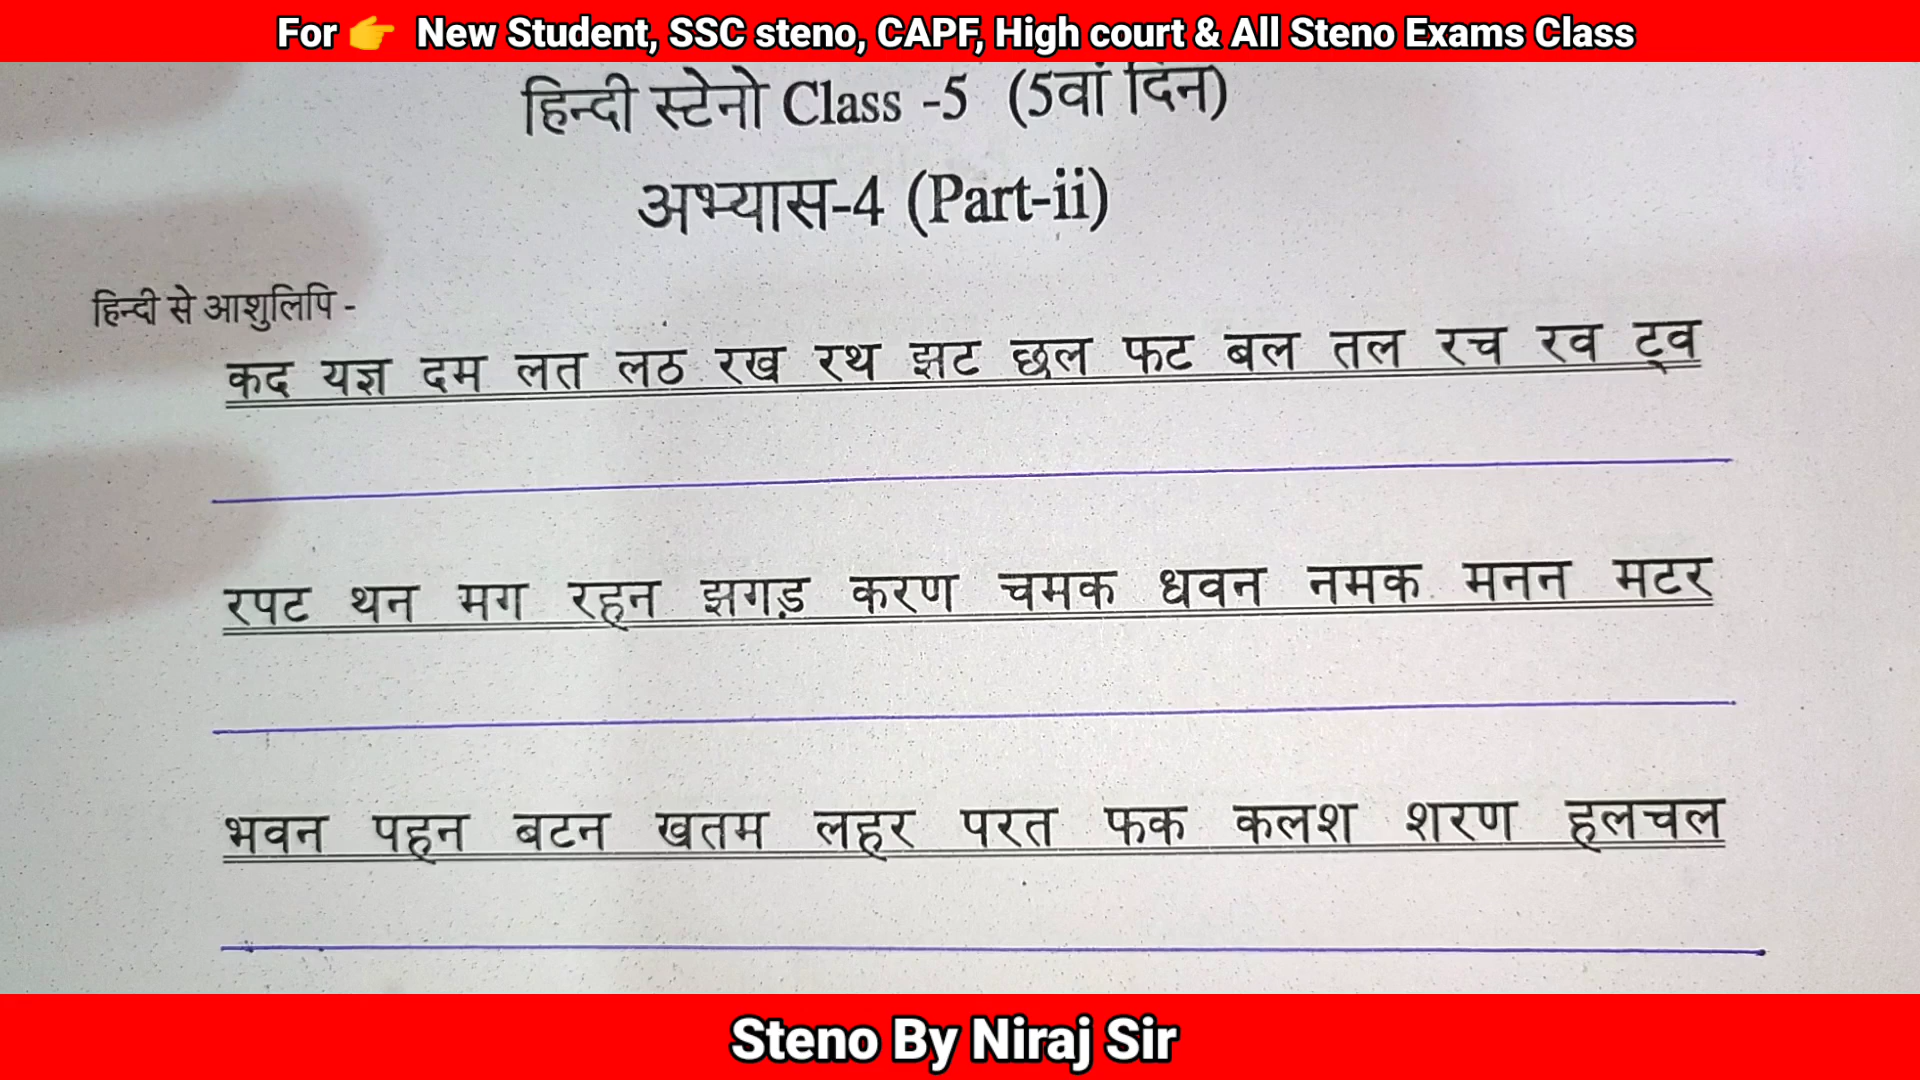 For 👉 New Student, SSC steno, CAPF, High court & All Steno Exams Class
हिन्दी स्टेनो Class -5 (5वां दिन)
अभ्यास-4 (Part-ii)
हिन्दी से आशुलिपि -
कद यज्ञ दम लत लठ रख रथ झट छल फट बल तल रच रव ट्व
रपट थन मग रहन झगड़ करण चमक धवन नमक मनन मटर
भवन पहन बटन खतम लहर परत फक कलश शरण हलचल
Steno By Niraj Sir